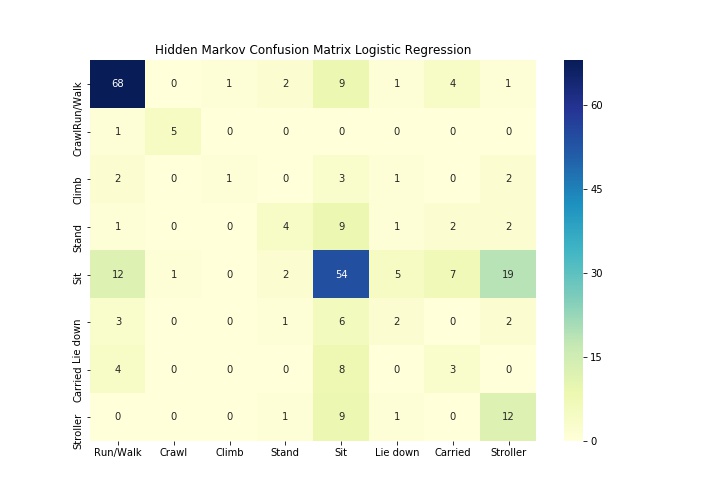 Hidden Markov Confusion Matrix Logistic Regression
Run/Walk 68 0 1 2 9 1 4 1
Crawl 1 5 0 0 0 0 0 0
Climb 2 0 1 0 3 1 0 2
Stand 1 0 0 4 9 1 2 2
Sit 12 1 0 2 54 5 7 19
Lie down 3 0 0 1 6 2 0 2
Carried 4 0 0 0 8 0 3 0
Stroller 0 0 0 1 9 1 0 12
Run/Walk Crawl Climb Stand Sit Lie down Carried Stroller
60
45
30
15
0